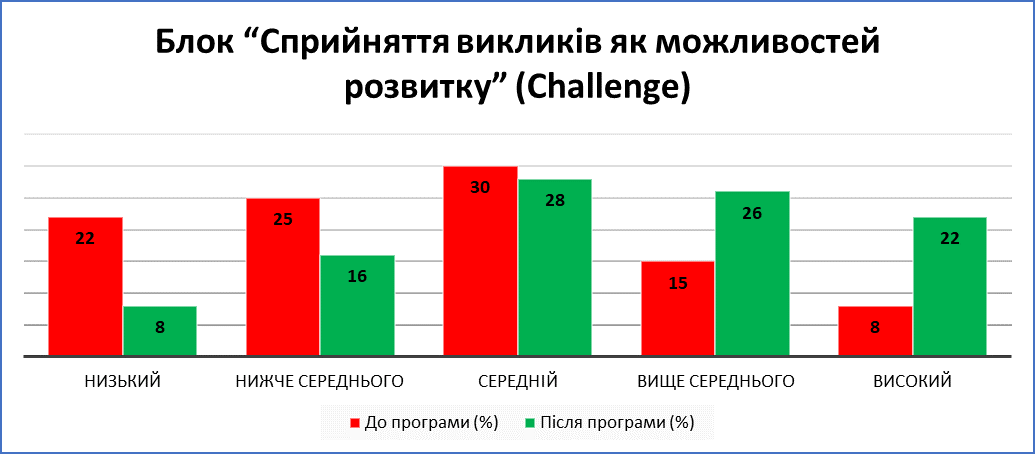 Блок “Сприйняття викликів як можливостей
розвитку” (Challenge)
22
8
25
16
30
28
15
26
8
22
НИЗЬКИЙ
НИЖЧЕ СЕРЕДНЬОГО
СЕРЕДНІЙ
ВИЩЕ СЕРЕДНЬОГО
ВИСОКИЙ
До програми (%)
Після програми (%)